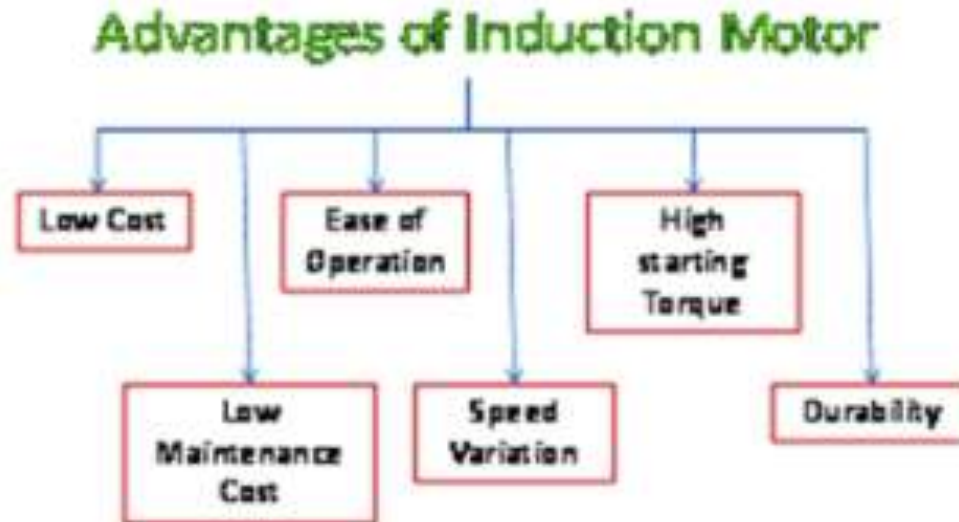 Advantages of Induction Motor
Low Cost
Ease of
Operation
High
starting
Torque
Low
Maintenance
Cost
Speed
Variation
Durability